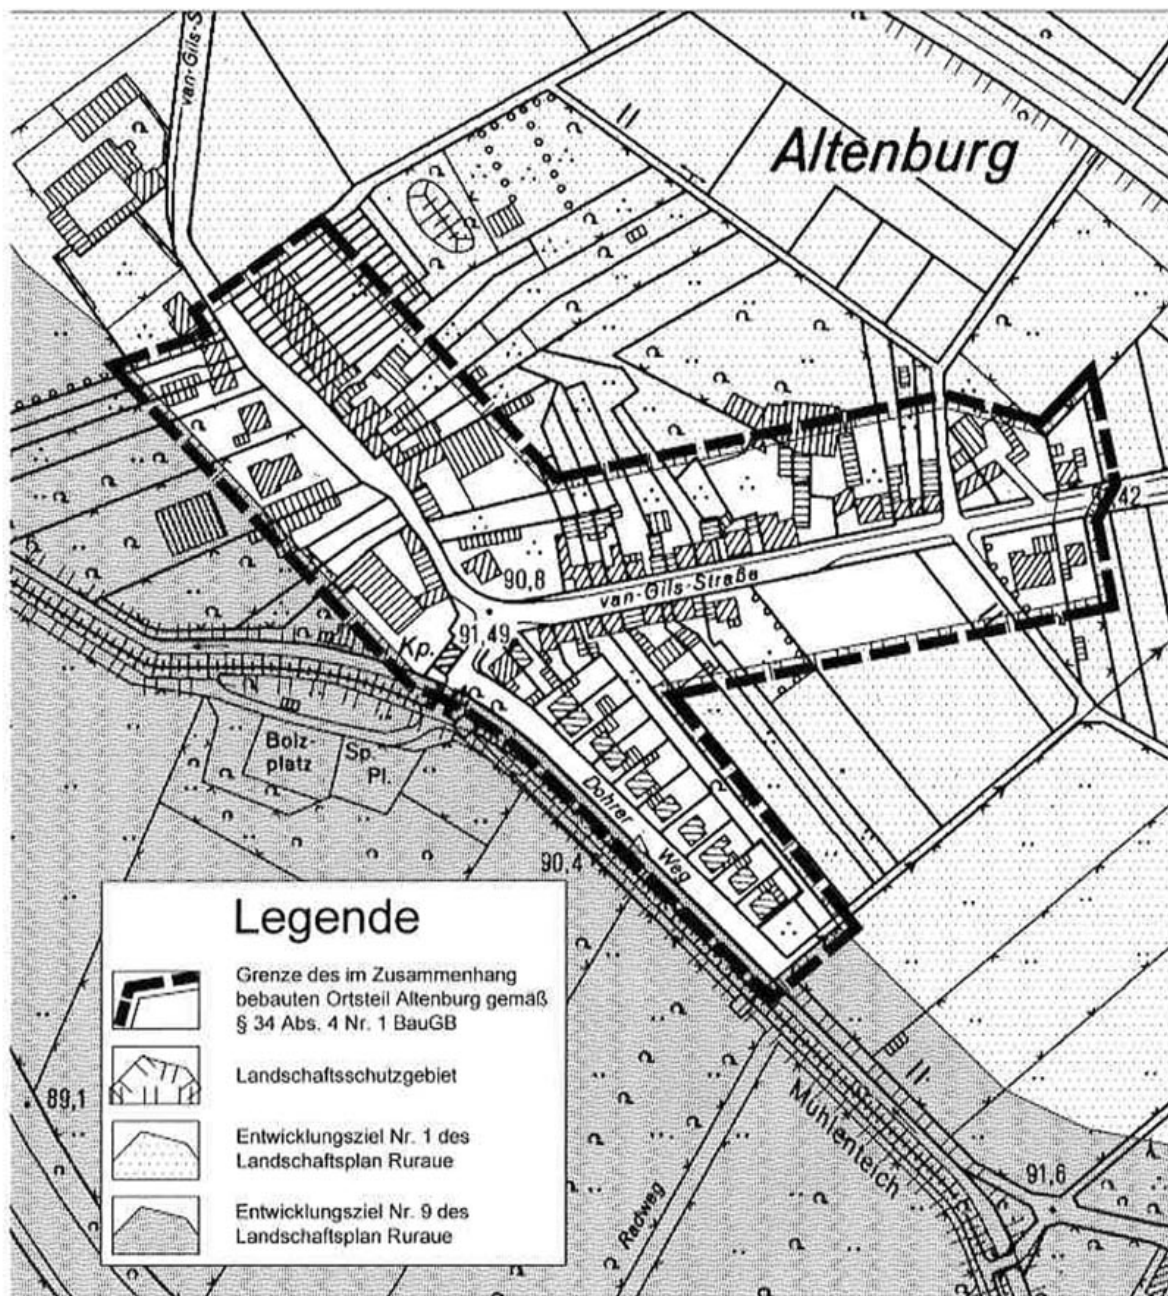 van-Gils-S
Altenburg
42
90,8
van-Gils-Straße
91,49
Kp.
Bolz-
platz
Sp.
Pl.
Dohrer Weg
90,4
Legende
Grenze des im Zusammenhang
bebauten Ortsteil Altenburg gemäß
§ 34 Abs. 4 Nr. 1 BauGB
Landschaftsschutzgebiet
Entwicklungsziel Nr. 1 des
Landschaftsplan Ruraue
Entwicklungsziel Nr. 9 des
Landschaftsplan Ruraue
89,1
Mühlenteich
Radweg
91,6